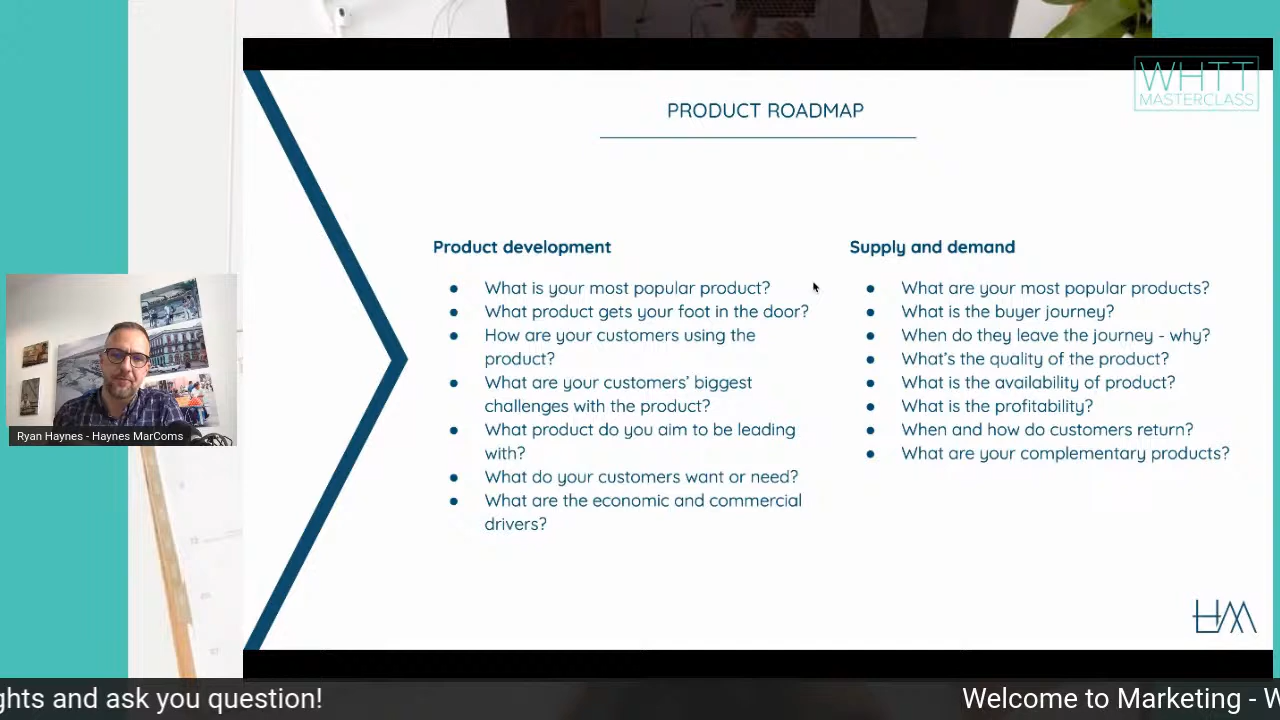 WHTT
MASTERCLASS
PRODUCT ROADMAP
Product development
● What is your most popular product?
● What product gets your foot in the door?
● How are your customers using the
product?
● What are your customers’ biggest
challenges with the product?
● What product do you aim to be leading
with?
● What do your customers want or need?
● What are the economic and commercial
drivers?
Supply and demand
● What are your most popular products?
● What is the buyer journey?
● When do they leave the journey - why?
● What’s the quality of the product?
● What is the availability of product?
● What is the profitability?
● When and how do customers return?
● What are your complementary products?
Ryan Haynes - Haynes MarComs
HM
ghts and ask you question!
Welcome to Marketing - W